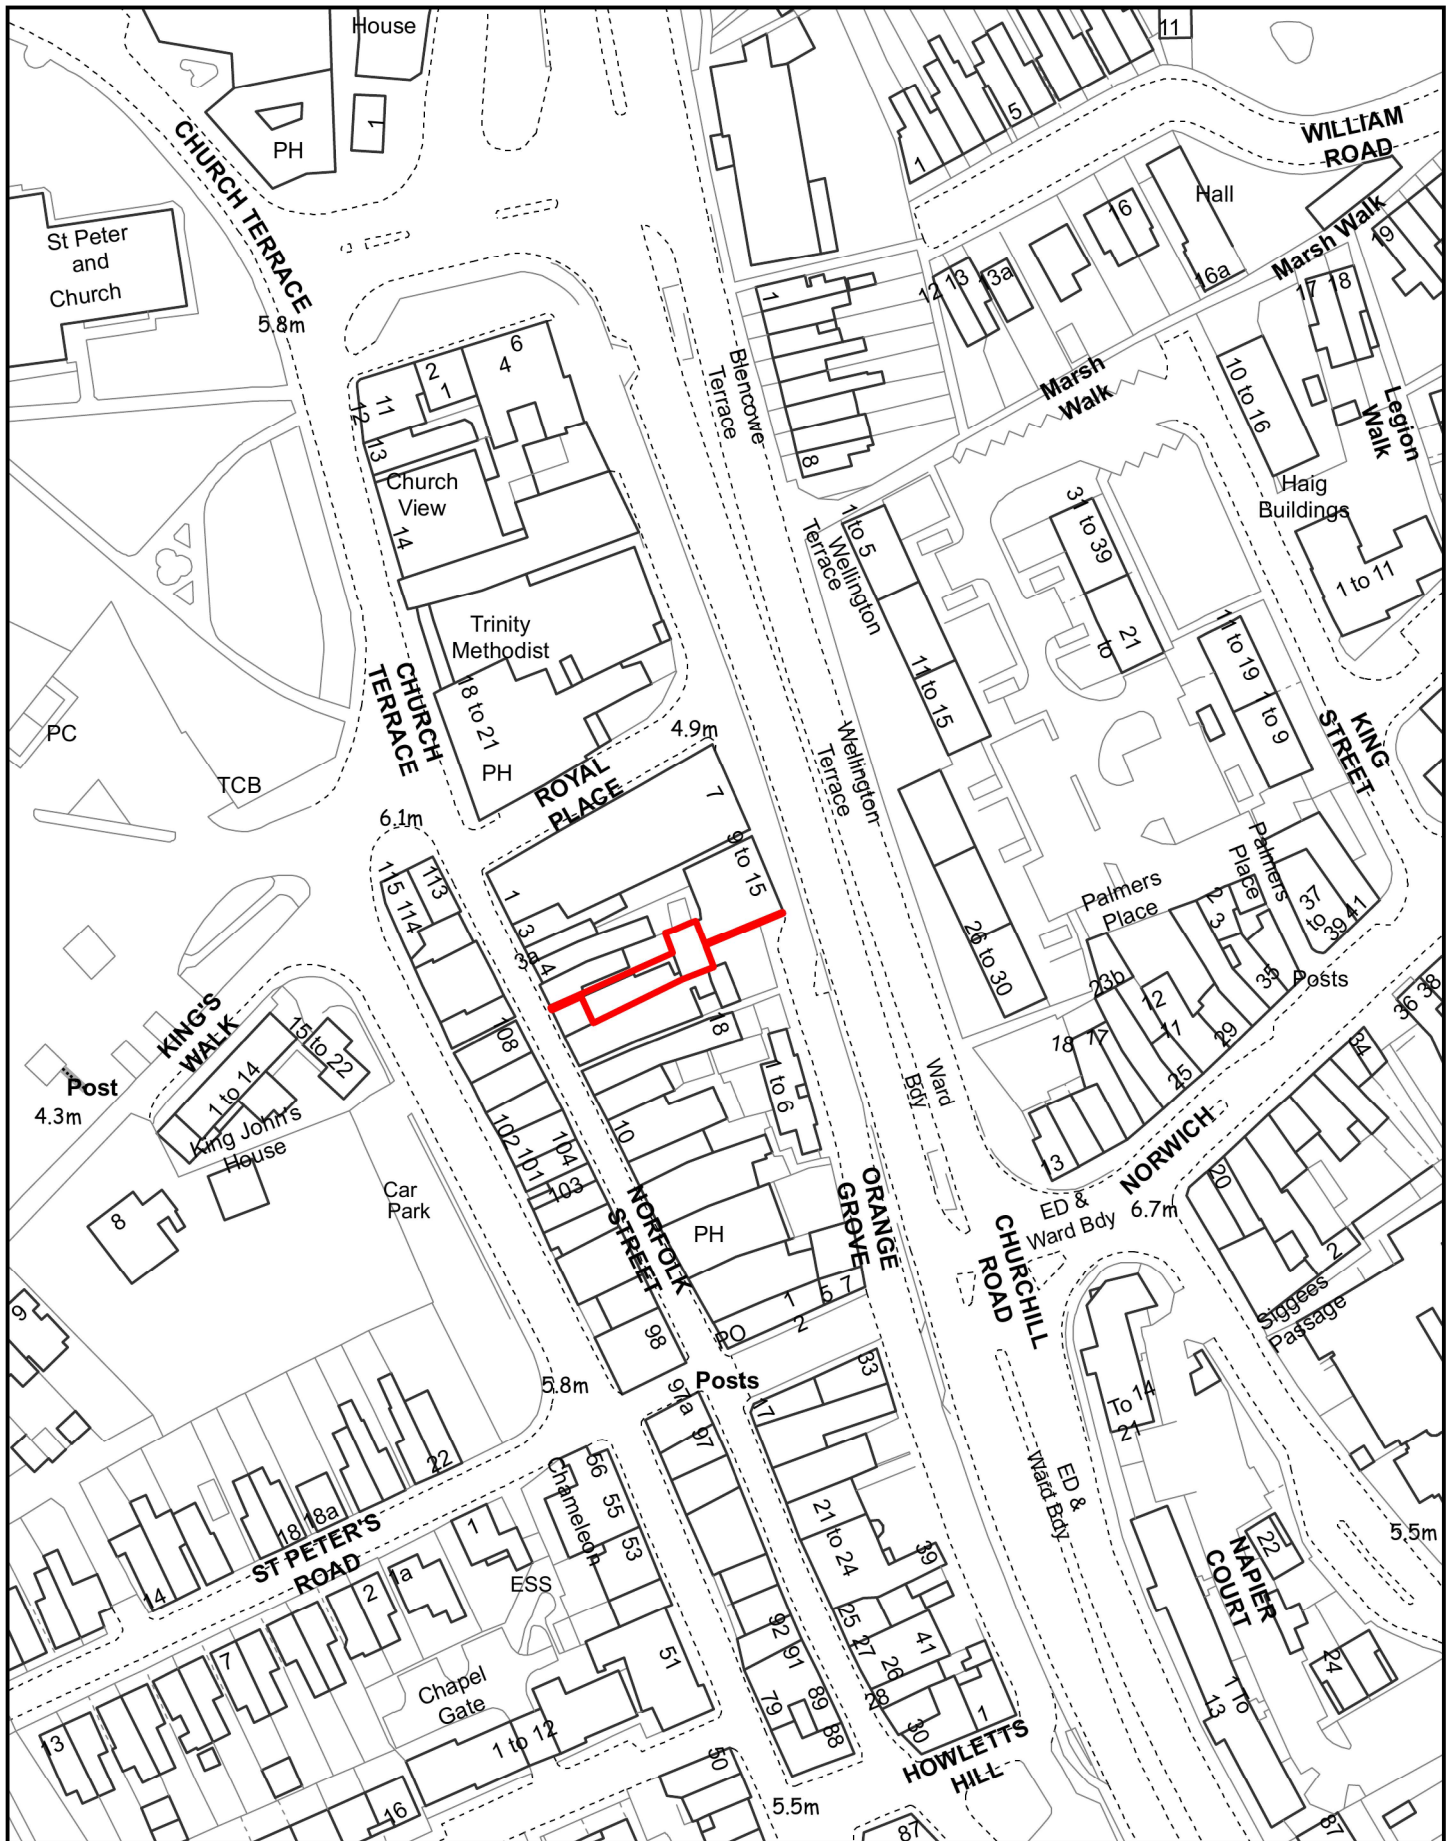 House
11
1
PH
CHURCH TERRACE
5
1
WILLIAM
ROAD
Hall
16
16a
Marsh Walk
19
St Peter
and
Church
5.8m
12
13
13a
17
18
1
Blencowe
Terrace
8
6
4
2
1
11
12
13
Church
View
14
Marsh
Walk
10 to 16
Legion
Walk
Haig
Buildings
1 to 11
1 to 5
Wellington
Terrace
31 to 39
21
to
11 to 15
11 to 19
1 to 9
KING
STREET
Trinity
Methodist
CHURCH
TERRACE
18 to 21
PH
PC
TCB
4.9m
ROYAL
PLACE
Wellington
Terrace
6.1m
7
9 to 15
1
3
3a
4
115
113
114
26 to 30
Palmers
Place
Palmers
Place
2
3
37
to
39
41
35
Posts
23b
12
11
29
25
18
17
13
36
38
34
KING'S
WALK
15 to 22
1 to 14
King John's
House
Post
4.3m
8
9
108
18
1 to 6
10
102
101
104
103
Ward
Bdy
NORWICH
20
6.7m
ED &
Ward Bdy
Car
Park
NORFOLK
STREET
PH
ORANGE
GROVE
CHURCHILL
ROAD
2
Siggees
Passage
1
2
6
7
PO
98
Posts
5.8m
97a
97
17
33
To 14
21
ED &
Ward Bdy
22
18
18a
14
ST PETER'S
ROAD
1
1a
2
7
13
ESS
Chameleon
56
55
53
51
21 to 24
39
25
27
26
28
41
30
1
92
91
89
88
79
22
NAPIER
COURT
5.5m
24
1 To
13
Chapel
Gate
1 to 12
16
50
HOWLETTS
HILL
5.5m
87
87